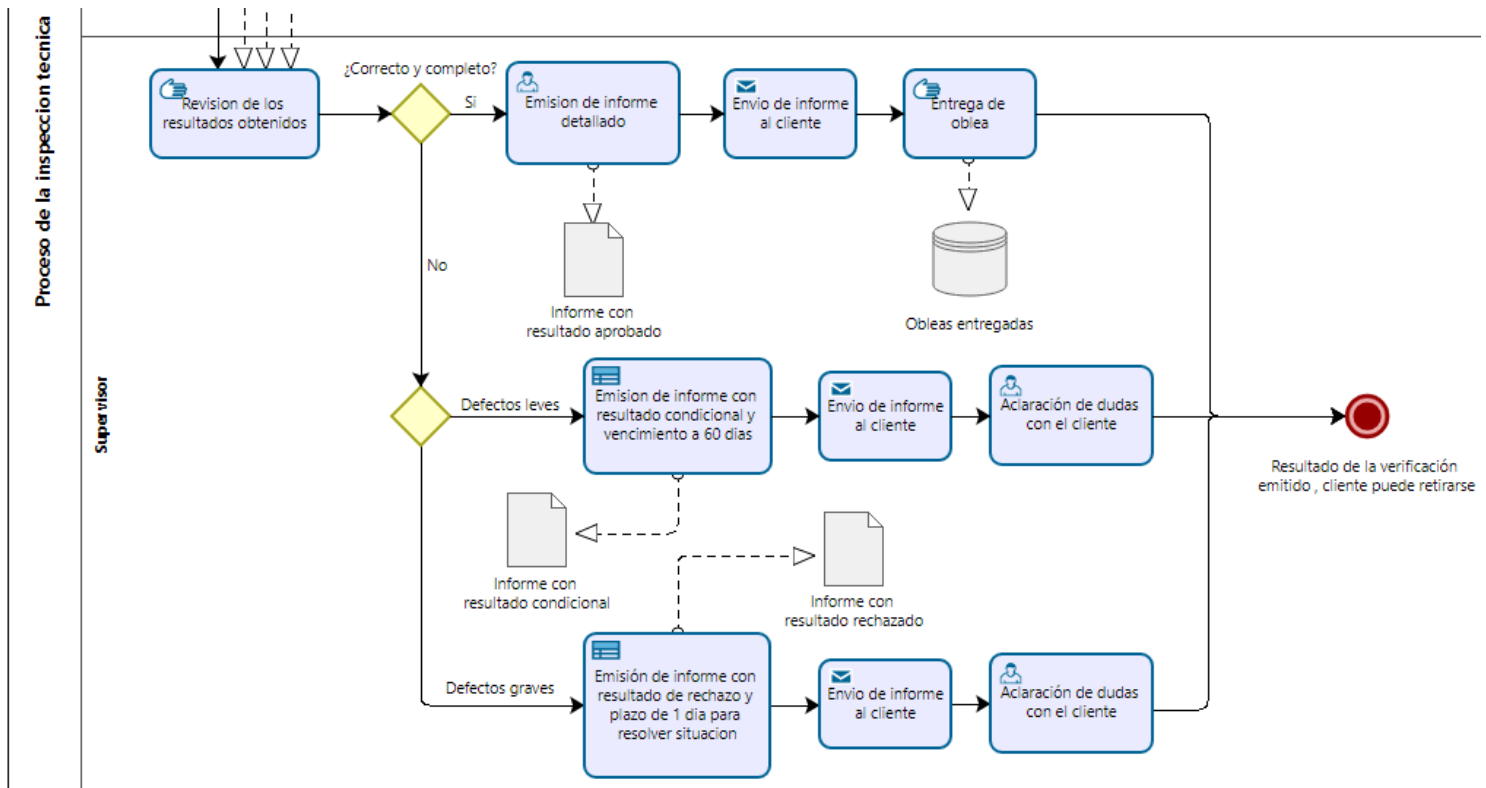 Proceso de la inspeccion tecnica
Supervisor
Revision de los
resultados obtenidos
¿Correcto y completo?
Si
Emision de informe
detallado
Envio de informe
al cliente
Entrega de
oblea
Informe con
resultado aprobado
Obleas entregadas
No
Defectos leves
Emision de informe con
resultado condicional y
vencimiento a 60 dias
Envio de informe
al cliente
Aclaración de dudas
con el cliente
Resultado de la verificación
emitido , cliente puede retirarse
Informe con
resultado condicional
Informe con
resultado rechazado
Defectos graves
Emisión de informe con
resultado de rechazo y
plazo de 1 dia para
resolver situacion
Envio de informe
al cliente
Aclaración de dudas
con el cliente